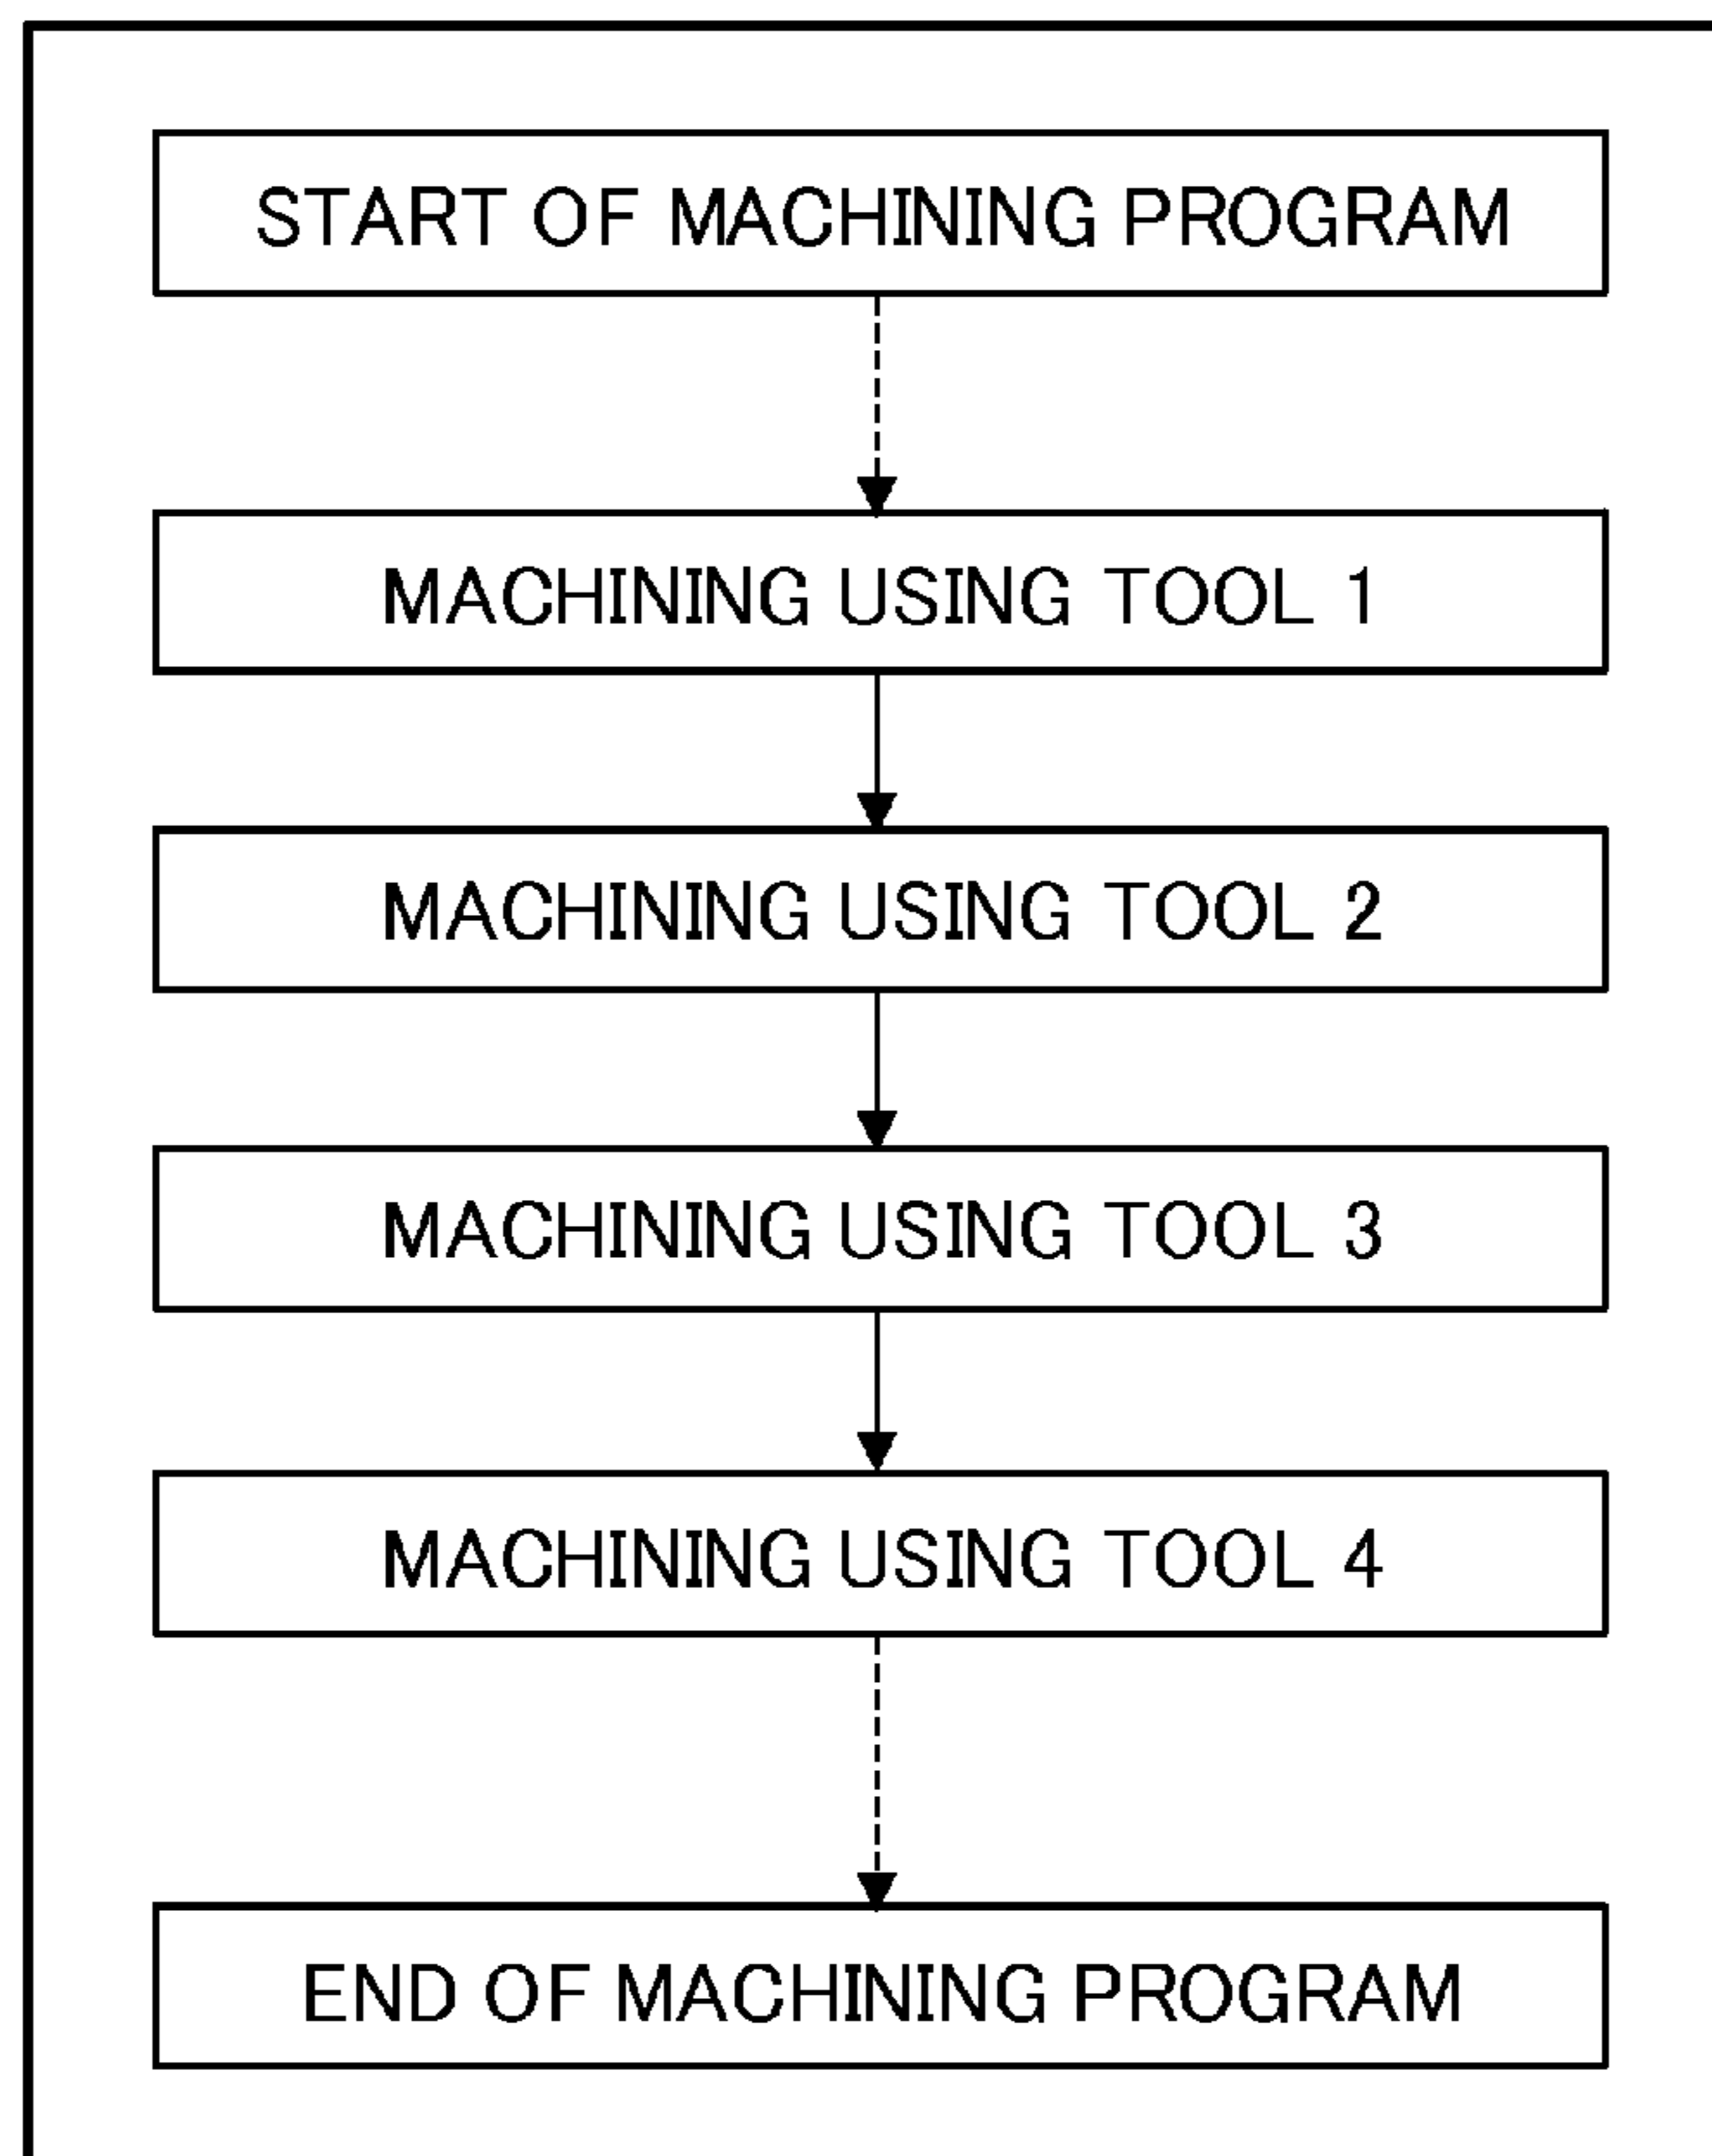 START OF MACHINING PROGRAM
MACHINING USING TOOL 1
MACHINING USING TOOL 2
MACHINING USING TOOL 3
MACHINING USING TOOL 4
END OF MACHINING PROGRAM